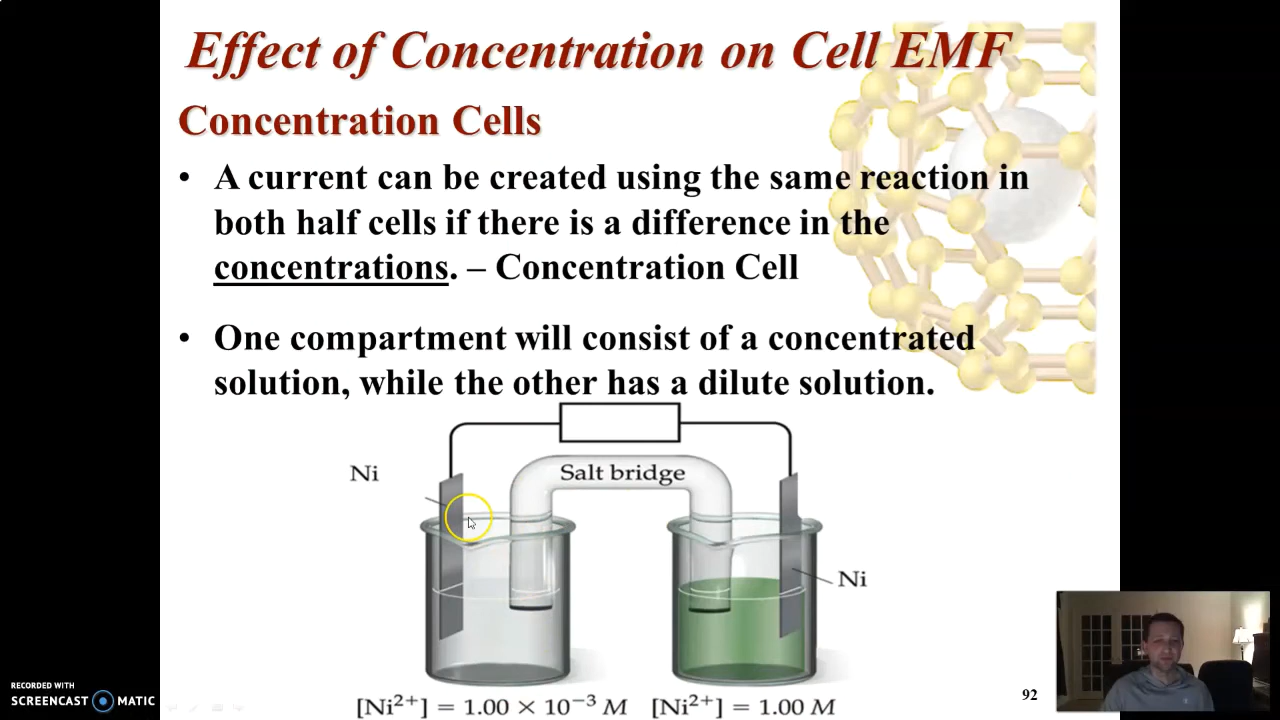 Effect of Concentration on Cell EMF
Concentration Cells
• A current can be created using the same reaction in
both half cells if there is a difference in the
concentrations. – Concentration Cell
• One compartment will consist of a concentrated
solution, while the other has a dilute solution.
Salt bridge
Ni
Ni
[Ni²⁺] = 1.00 × 10⁻³ M [Ni²⁺] = 1.00 M
92
RECORDED WITH
SCREENCAST MATIC